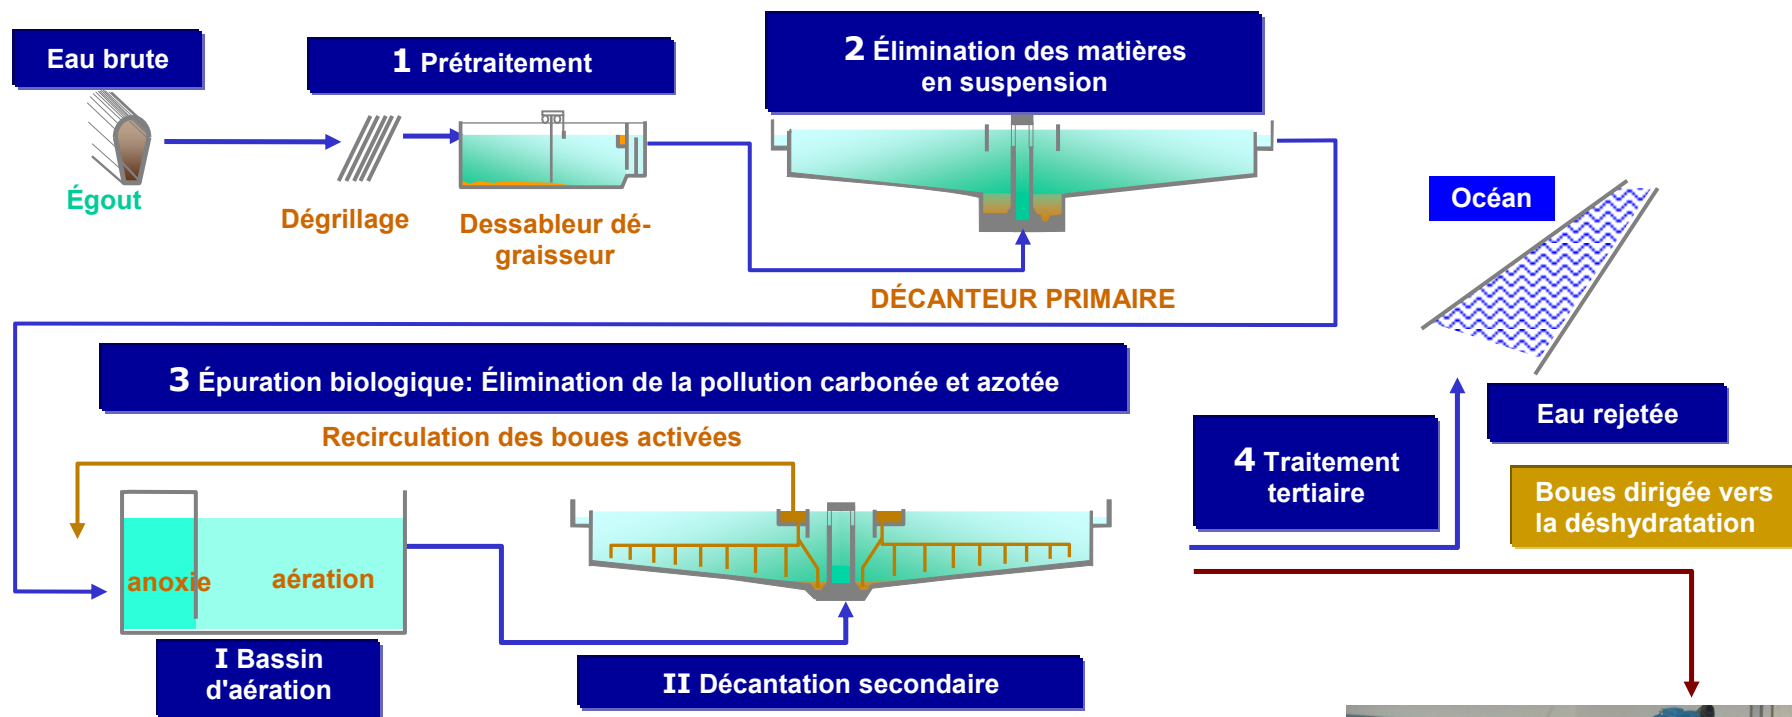 Eau brute
1 Prétraitement
2 Élimination des matières
en suspension
Égout
Dégrillage
Dessableur dé-
graisseur
DÉCANTEUR PRIMAIRE
Océan
3 Épuration biologique: Élimination de la pollution carbonée et azotée
Recirculation des boues activées
4 Traitement
tertiaire
Eau rejetée
Boues dirigée vers
la déshydratation
anoxie
aération
I Bassin
d'aération
II Décantation secondaire